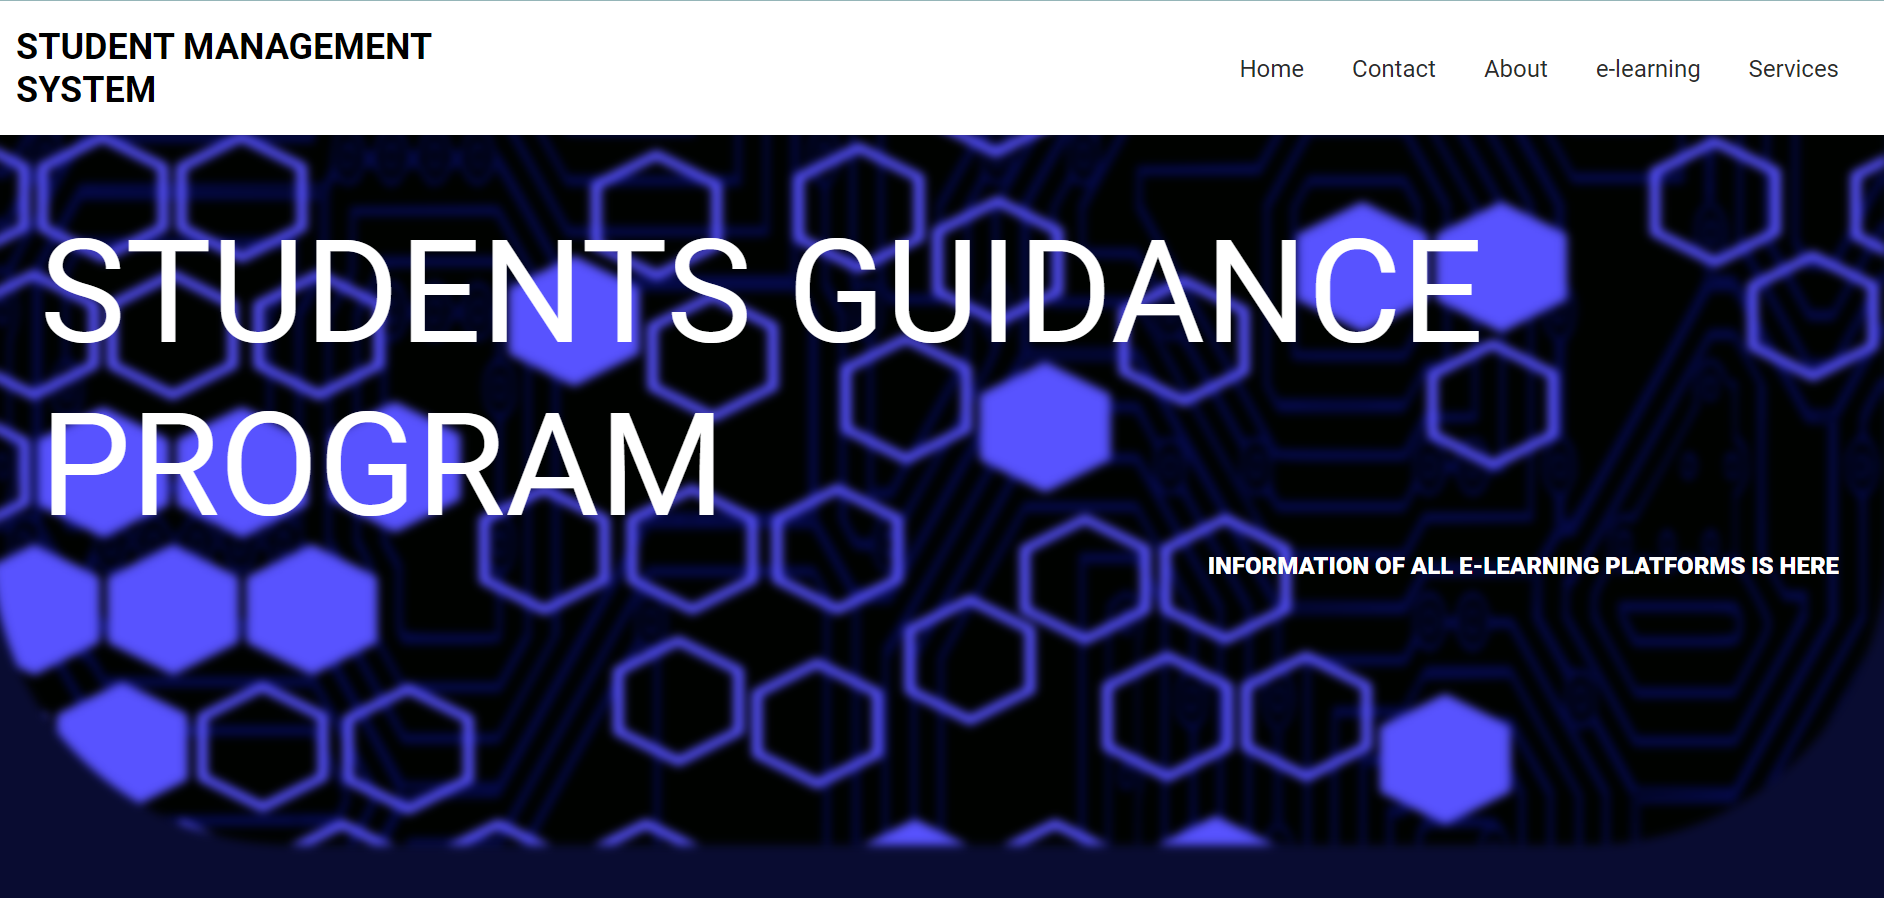 STUDENT MANAGEMENT
SYSTEM
Home Contact About e-learning Services
STUDENTS GUIDANCE
PROGRAM
INFORMATION OF ALL E-LEARNING PLATFORMS IS HERE